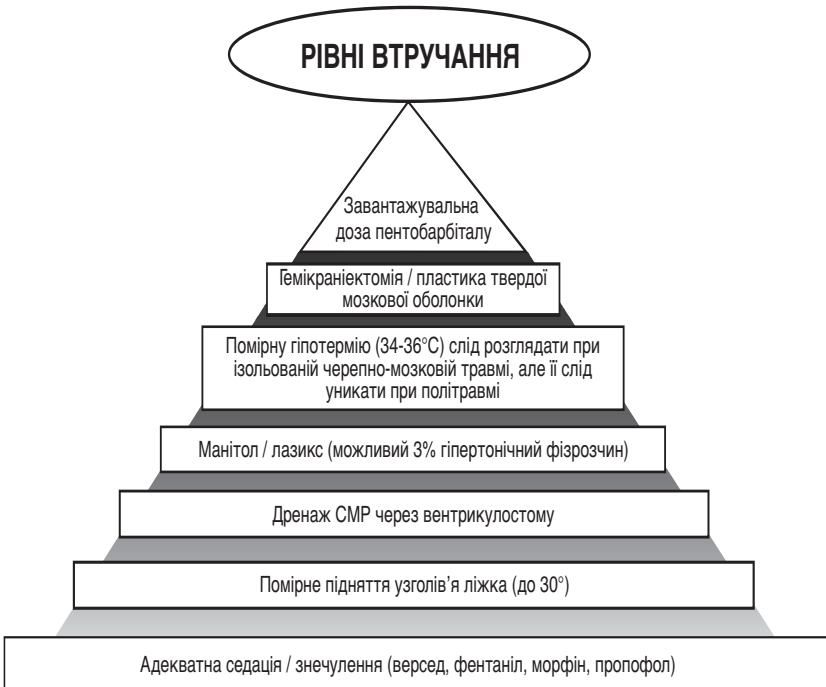 РІВНІ ВТРУЧАННЯ
Завантажувальна
доза пентобарбіталу
Гемікраніектомія / пластика твердої
мозкової оболонки
Помірну гіпотермію (34-36°C) слід розглядати при
ізольованій черепно-мозковій травмі, але її слід
уникати при політравмі
Манітол / лазикс (можливий 3% гіпертонічний фізрозчин)
Дренаж СМР через вентрикулостому
Помірне підняття узголів’я ліжка (до 30°)
Адекватна седація / знечулення (версед, фентаніл, морфін, пропофол)